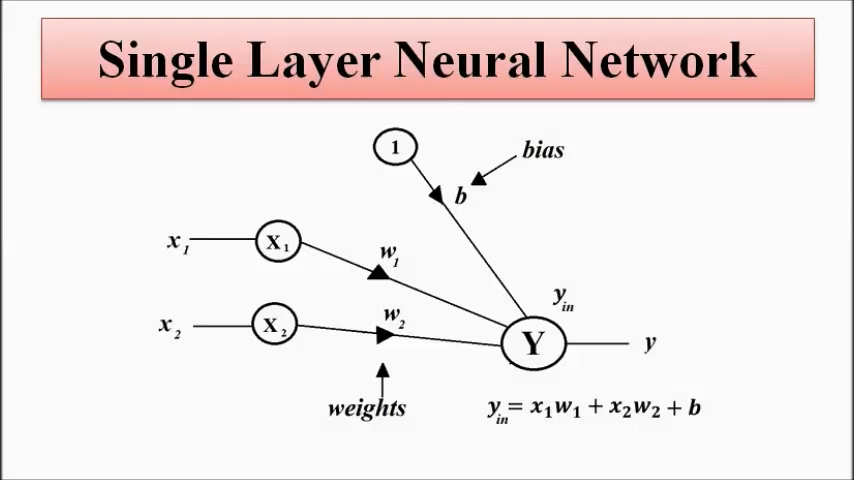 Single Layer Neural Network
1
bias
b
x₁
X₁
w₁
y_in
x₂
X₂
w₂
Y
y
weights
y_in = x₁w₁ + x₂w₂ + b